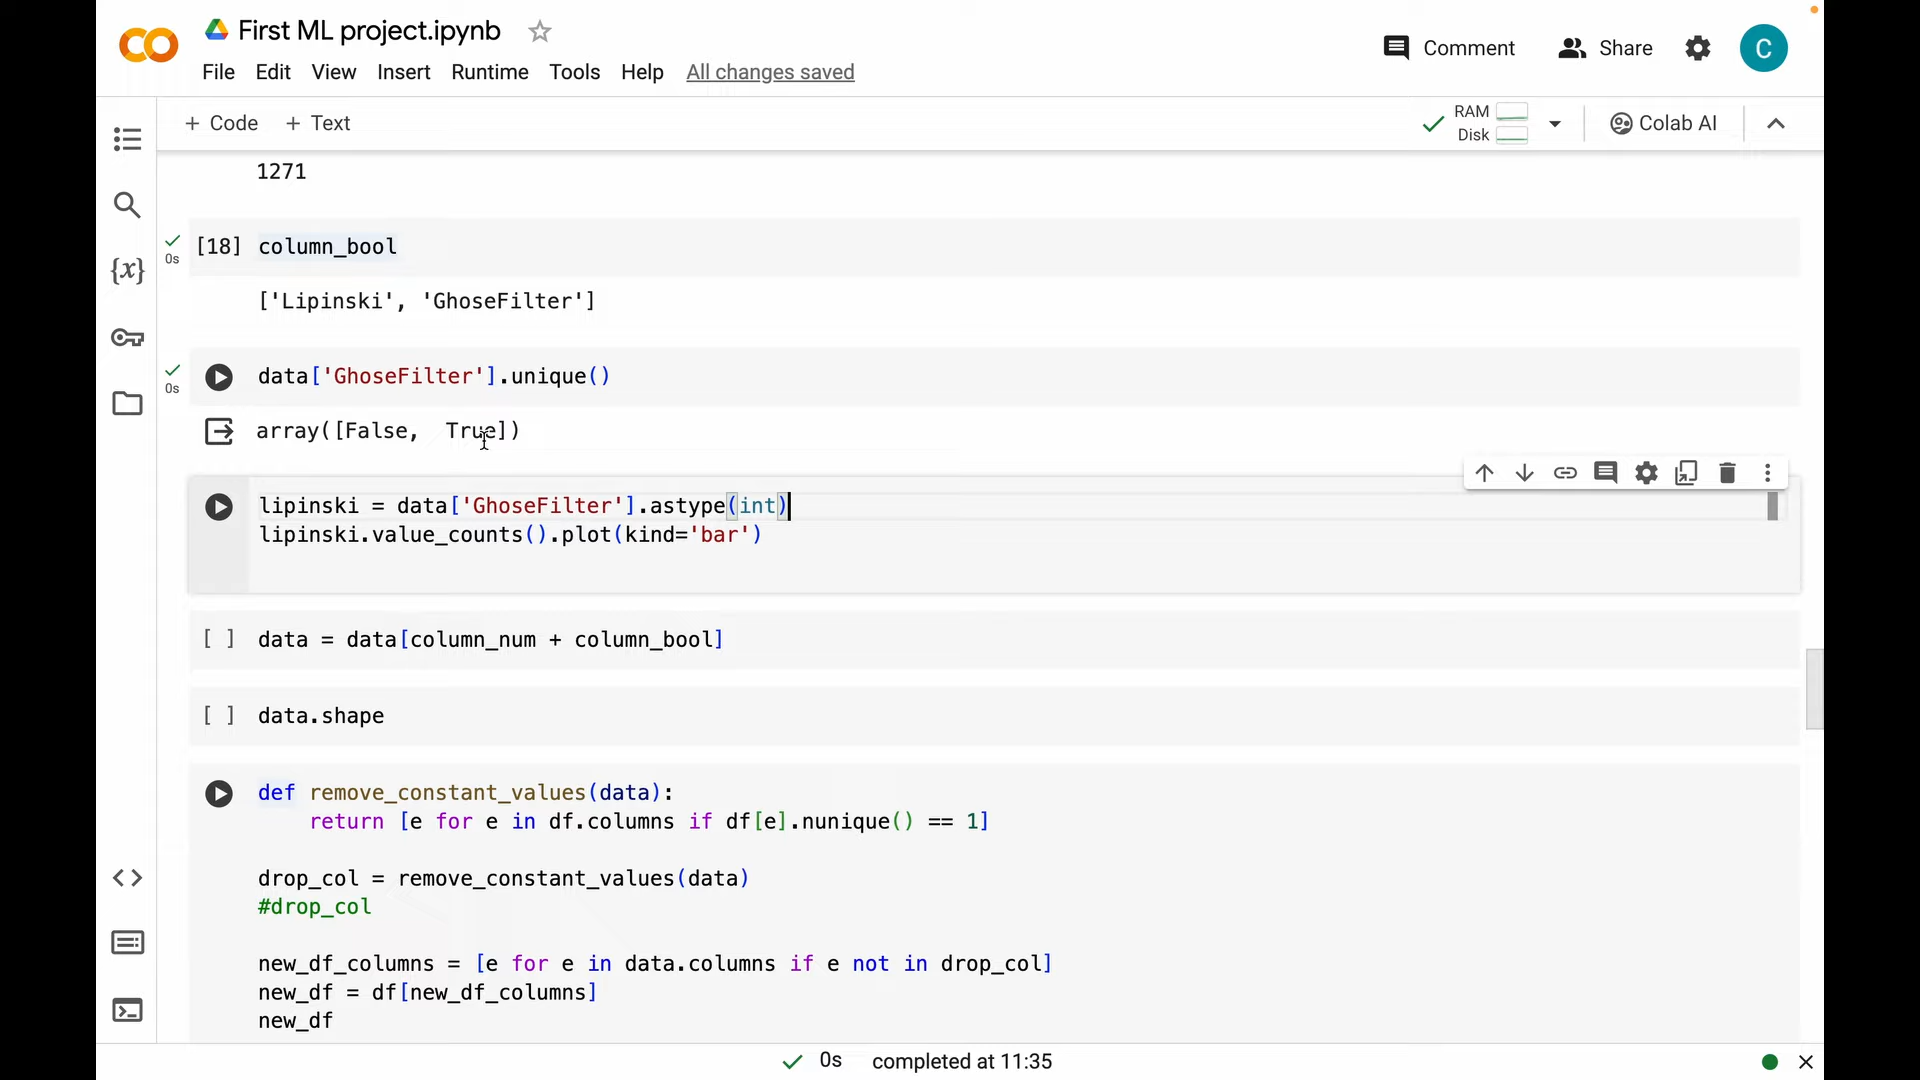 First ML project.ipynb
Comment
Share
C
File Edit View Insert Runtime Tools Help All changes saved
+ Code + Text
RAM
Disk
Colab AI
1271
0s
[18] column_bool
['Lipinski', 'GhoseFilter']
0s
data['GhoseFilter'].unique()
array([False,  True])
lipinski = data['GhoseFilter'].astype(int)
lipinski.value_counts().plot(kind='bar')
[ ] data = data[column_num + column_bool]
[ ] data.shape
def remove_constant_values(data):
    return [e for e in df.columns if df[e].nunique() == 1]
drop_col = remove_constant_values(data)
#drop_col
new_df_columns = [e for e in data.columns if e not in drop_col]
new_df = df[new_df_columns]
new_df
0s completed at 11:35